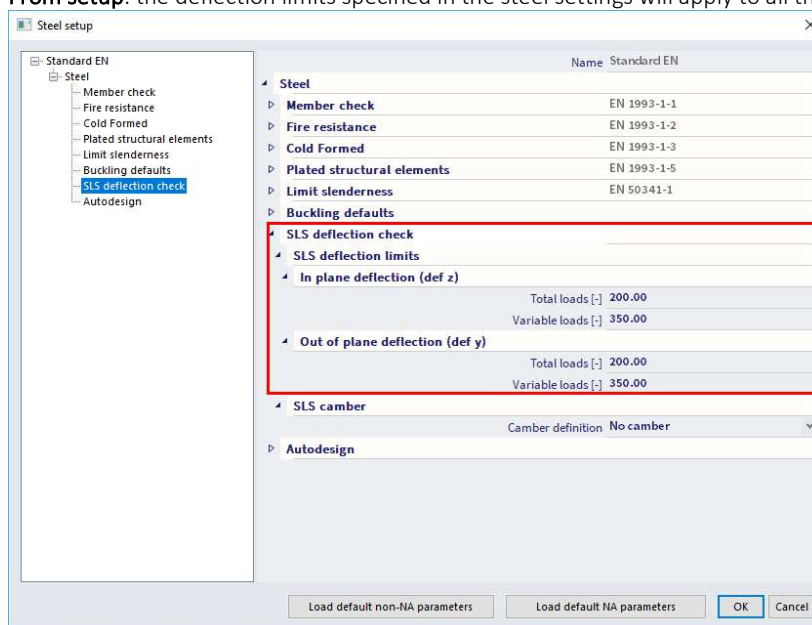 From setup: the deflection limits specified in the steel settings will apply to all
Steel setup
Standard EN
Steel
Member check
Fire resistance
Cold Formed
Plated structural elements
Limit slenderness
Buckling defaults
SLS deflection check
Autodesign
Name Standard EN
Steel
Member check EN 1993-1-1
Fire resistance EN 1993-1-2
Cold Formed EN 1993-1-3
Plated structural elements EN 1993-1-5
Limit slenderness EN 50341-1
Buckling defaults
SLS deflection check
SLS deflection limits
In plane deflection (def z)
Total loads [-] 200.00
Variable loads [-] 350.00
Out of plane deflection (def y)
Total loads [-] 200.00
Variable loads [-] 350.00
SLS camber
Camber definition No camber
Autodesign
Load default non-NA parameters Load default NA parameters OK Cancel